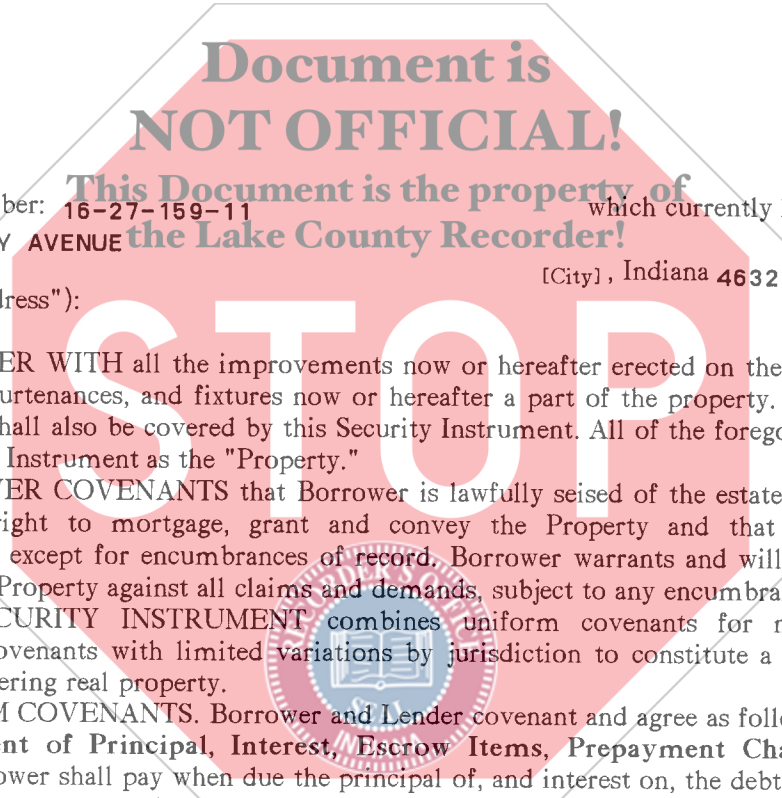 Document is
NOT OFFICIAL!
This Document is the property of
the Lake County Recorder!
ber: 16-27-159-11 which currently
Y AVENUE
[City] , Indiana 4632
dress"):
STOP
ER WITH all the improvements now or hereafter erected on the
urtenances, and fixtures now or hereafter a part of the property.
hall also be covered by this Security Instrument. All of the forego
Instrument as the "Property."
VER COVENANTS that Borrower is lawfully seised of the estate
right to mortgage, grant and convey the Property and that
except for encumbrances of record. Borrower warrants and will
Property against all claims and demands, subject to any encumbra
CURITY INSTRUMENT combines uniform covenants for
ovenants with limited variations by jurisdiction to constitute a
ering real property.
M COVENANTS. Borrower and Lender covenant and agree as follo
ent of Principal, Interest, Escrow Items, Prepayment Cha
ower shall pay when due the principal of, and interest on, the debt
RECORDER'S OFFICE
SEAL
INDIANA